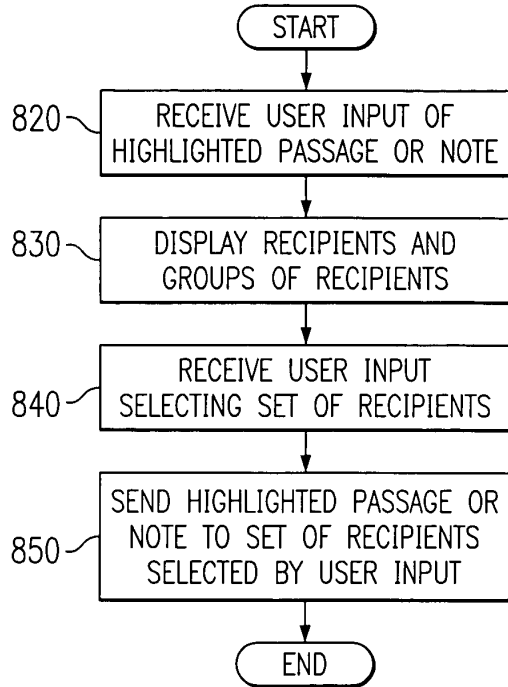 START
820
RECEIVE USER INPUT OF
HIGHLIGHTED PASSAGE OR NOTE
830
DISPLAY RECIPIENTS AND
GROUPS OF RECIPIENTS
840
RECEIVE USER INPUT
SELECTING SET OF RECIPIENTS
850
SEND HIGHLIGHTED PASSAGE OR
NOTE TO SET OF RECIPIENTS
SELECTED BY USER INPUT
END